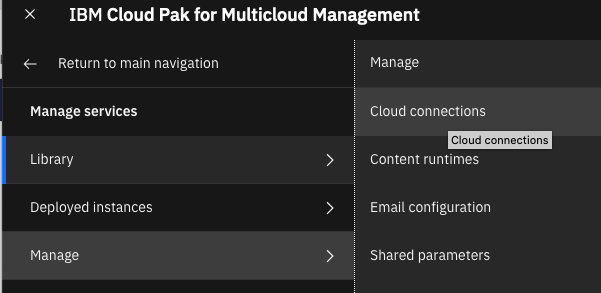 IBM Cloud Pak for Multicloud Management
Return to main navigation
Manage services
Library
Deployed instances
Manage
Manage
Cloud connections
Cloud connections
Content runtimes
Email configuration
Shared parameters